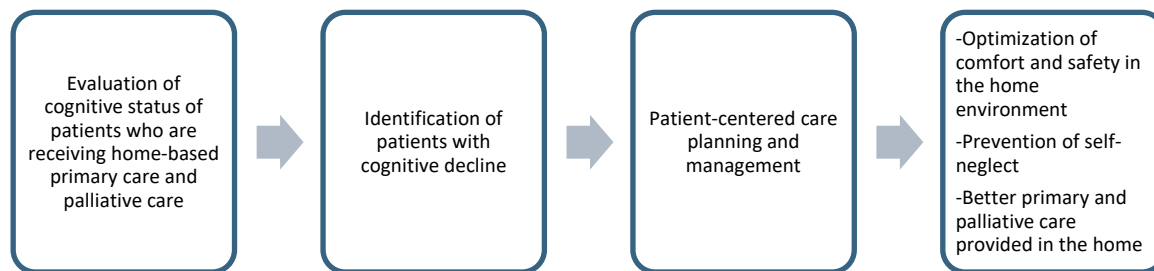 Evaluation of
cognitive status of
patients who are
receiving home-based
primary care and
palliative care
Identification of
patients with
cognitive decline
Patient-centered care
planning and
management
-Optimization of
comfort and safety in
the home
environment
-Prevention of self-
neglect
-Better primary and
palliative care
provided in the home